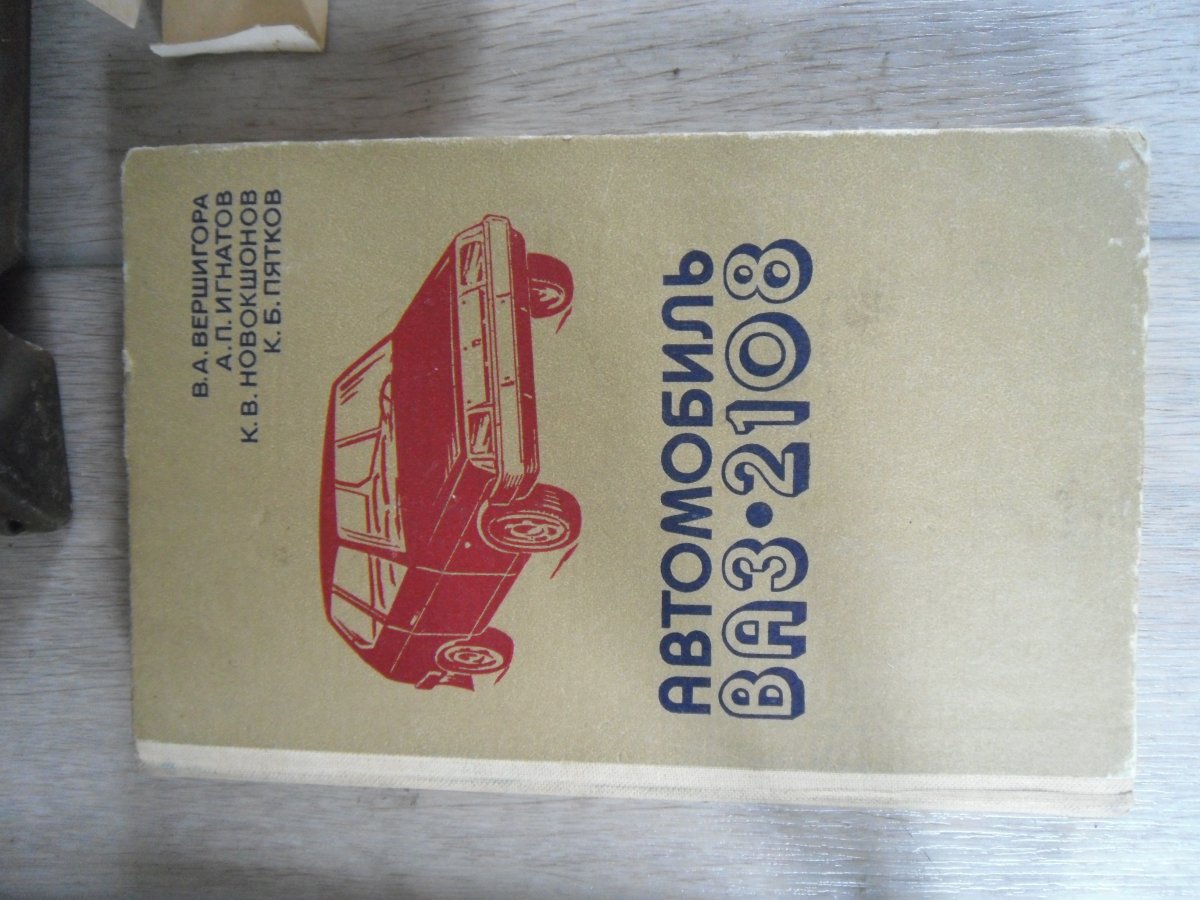 В. А. ВЕРШИГОРА
А. П. ИГНАТОВ
К. В. НОВОКШОНОВ
К. Б. ПЯТКОВ
АВТОМОБИЛЬ
ВАЗ•2108